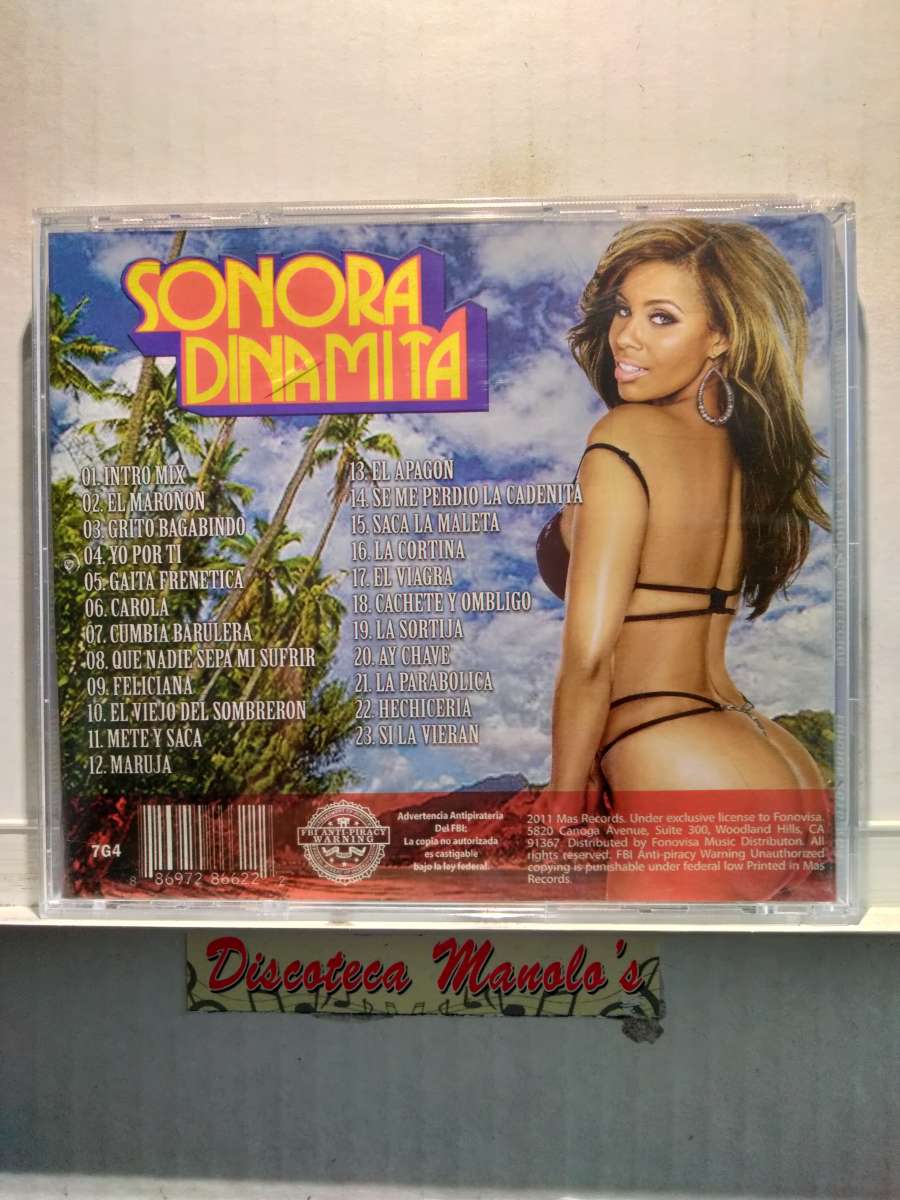 SONORA
DINAMITA
01. INTRO MIX
02. EL MAROÑON
03. GRITO BAGABINDO
04. YO POR TI
05. GAITA FRENETICA
06. CAROLA
07. CUMBIA BARULERA
08. QUE NADIE SEPA MI SUFRIR
09. FELICIANA
10. EL VIEJO DEL SOMBRERON
11. METE Y SACA
12. MARUJA
13. EL APAGON
14. SE ME PERDIO LA CADENITA
15. SACA LA MALETA
16. LA CORTINA
17. EL VIAGRA
18. CACHETE Y OMBLIGO
19. LA SORTIJA
20. AY CHAVE
21. LA PARABOLICA
22. HECHICERIA
23. SI LA VIERAN
7G4
8 86972 86622 2
FBI ANTI-PIRACY
WARNING
Advertencia Antipirateria
Del FBI;
La copia no autorizada
es castigable
bajo la ley federal.
2011 Mas Records. Under exclusive license to Fonovisa.
5820 Canoga Avenue, Suite 300, Woodland Hills, CA
91367. Distributed by Fonovisa Music Distributon. All
rights reserved. FBI Anti-piracy Warning Unauthorized
copying is punishable under federal low Printed in Mas
Records.
Discoteca Manolo's